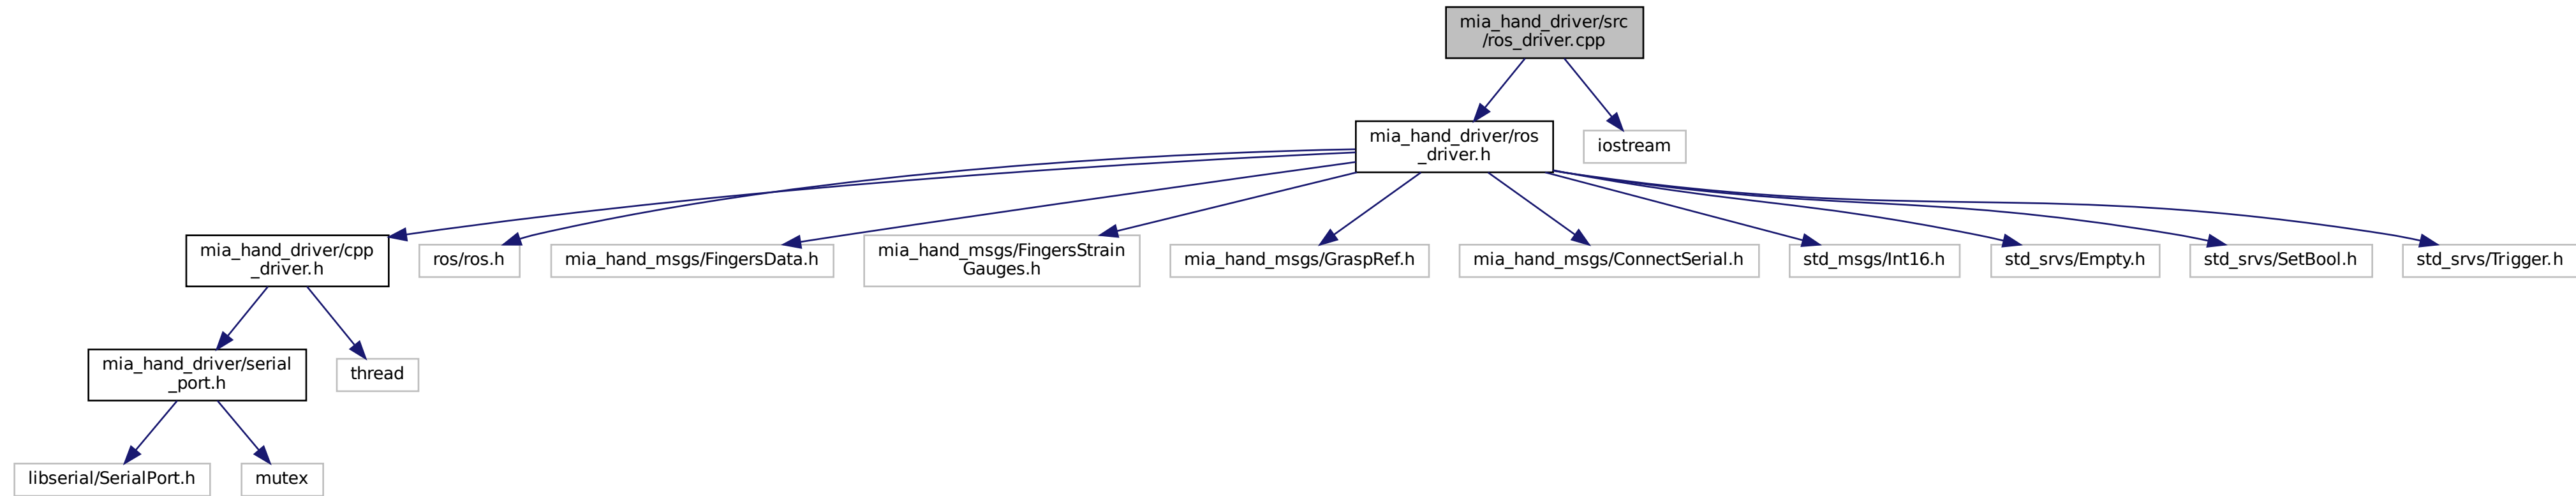 mia_hand_driver/src
/ros_driver.cpp
mia_hand_driver/ros
_driver.h
iostream
mia_hand_driver/cpp
_driver.h
ros/ros.h
mia_hand_msgs/FingersData.h
mia_hand_msgs/FingersStrain
Gauges.h
mia_hand_msgs/GraspRef.h
mia_hand_msgs/ConnectSerial.h
std_msgs/Int16.h
std_srvs/Empty.h
std_srvs/SetBool.h
std_srvs/Trigger.h
mia_hand_driver/serial
_port.h
thread
libserial/SerialPort.h
mutex